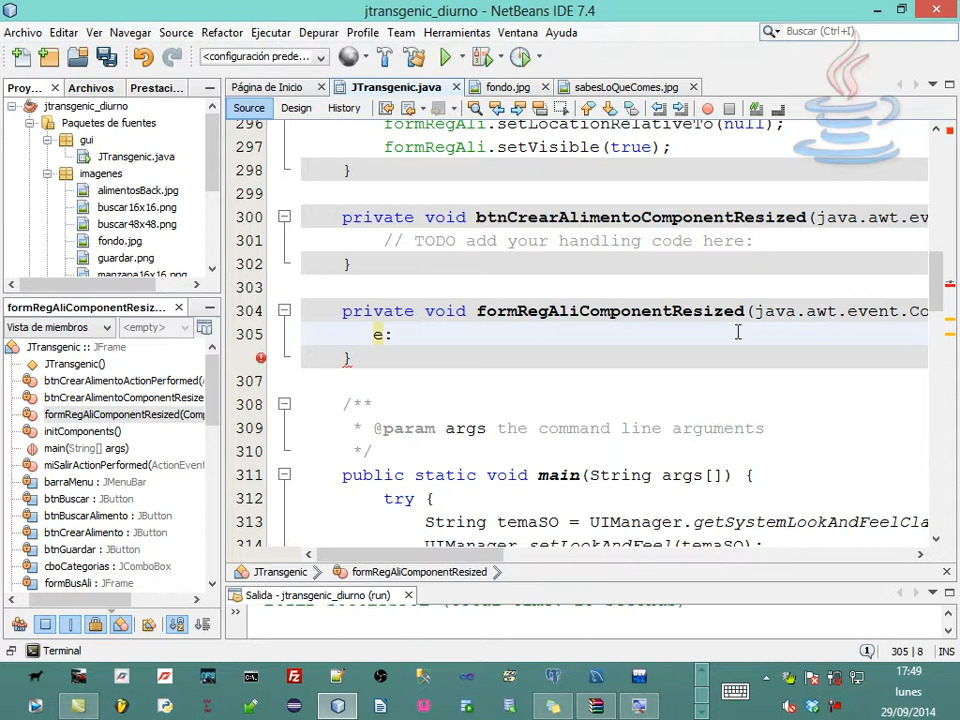 jtransgenic_diurno - NetBeans IDE 7.4
Archivo Editar Ver Navegar Source Refactor Ejecutar Depurar Profile Team Herramientas Ventana Ayuda
Buscar (Ctrl+I)
<configuración prede...
Proy... Archivos Prestaci...
Página de Inicio JTransgenic.java fondo.jpg sabesLoQueComes.jpg
Source Design History
jtransgenic_diurno
Paquetes de fuentes
gui
JTransgenic.java
imagenes
alimentosBack.jpg
buscar16x16.png
buscar48x48.png
fondo.jpg
guardar.png
manzana16x16.png
296 formRegAli.setLocationRelativeTo(null);
297 formRegAli.setVisible(true);
298 }
299
300 private void btnCrearAlimentoComponentResized(java.awt.ev
301 // TODO add your handling code here:
302 }
303
304 private void formRegAliComponentResized(java.awt.event.Co
305 e:
}
307
308 /**
309 * @param args the command line arguments
310 */
311 public static void main(String args[]) {
312 try {
313 String temaSO = UIManager.getSystemLookAndFeelCla
314 UIManager.setLookAndFeel(temaSO);
formRegAliComponentResiz...
Vista de miembros <empty>
JTransgenic :: JFrame
JTransgenic()
btnCrearAlimentoActionPerformed(
btnCrearAlimentoComponentResize
formRegAliComponentResized(Comp
initComponents()
main(String[] args)
miSalirActionPerformed(ActionEvent
barraMenu : JMenuBar
btnBuscar : JButton
btnBuscarAlimento : JButton
btnCrearAlimento : JButton
btnGuardar : JButton
cboCategorias : JComboBox
formBusAli : JFrame
JTransgenic formRegAliComponentResized
Salida - jtransgenic_diurno (run)
Terminal
1 305 | 8 INS
17:49
lunes
29/09/2014